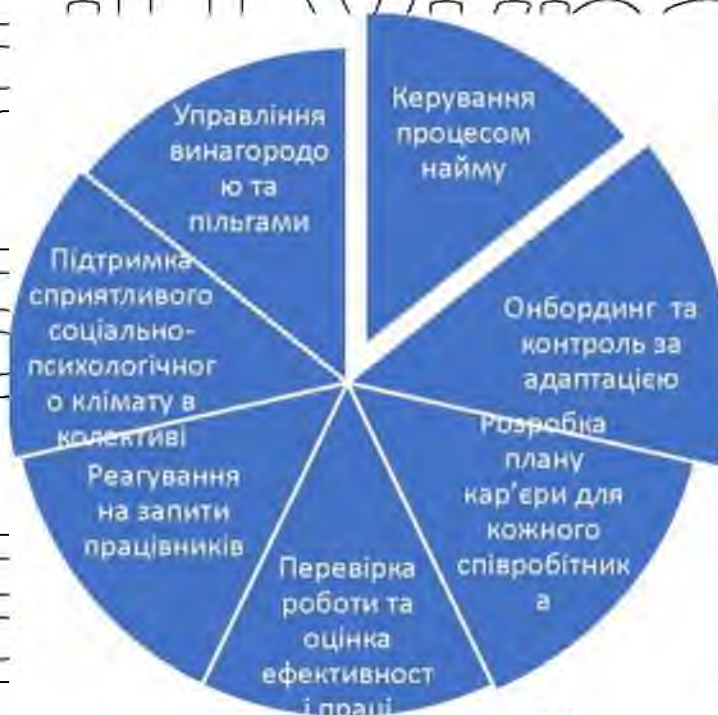 Керування
процесом
найму
Онбординг та
контроль за
адаптацією
Розробка
плану
кар’єри для
кожного
співробітник
а
Перевірка
роботи та
оцінка
ефективност
і праці
Реагування
на запити
працівників
Підтримка
сприятливого
соціально-
психологічног
о клімату в
колективі
Управління
винагородо
ю та
пільгами